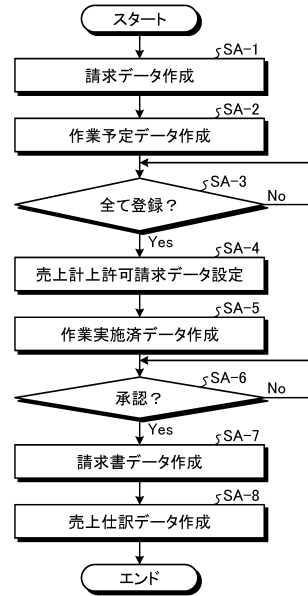 スタート
SA-1
請求データ作成
SA-2
作業予定データ作成
SA-3
全て登録？
No
Yes
SA-4
売上計上許可請求データ設定
SA-5
作業実施済データ作成
SA-6
承認？
No
Yes
SA-7
請求書データ作成
SA-8
売上仕訳データ作成
エンド